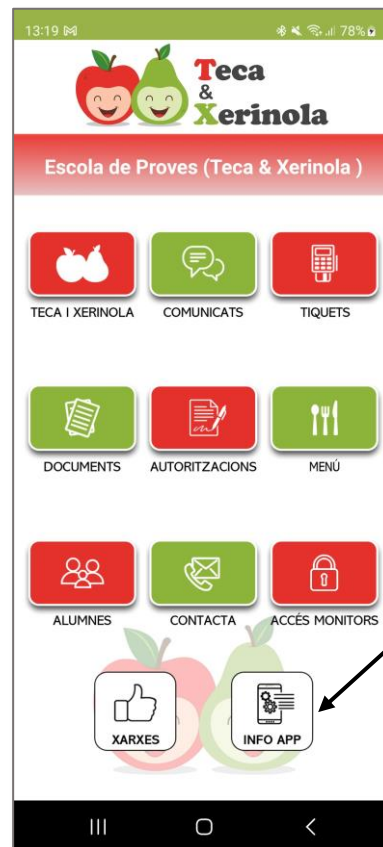 13:19
78%
Teca
&
Xerinola
Escola de Proves (Teca & Xerinola )
TECA I XERINOLA COMUNICATS TIQUETS
DOCUMENTS AUTORITZACIONS MENÚ
ALUMNES CONTACTA ACCÉS MONITORS
XARXES INFO APP